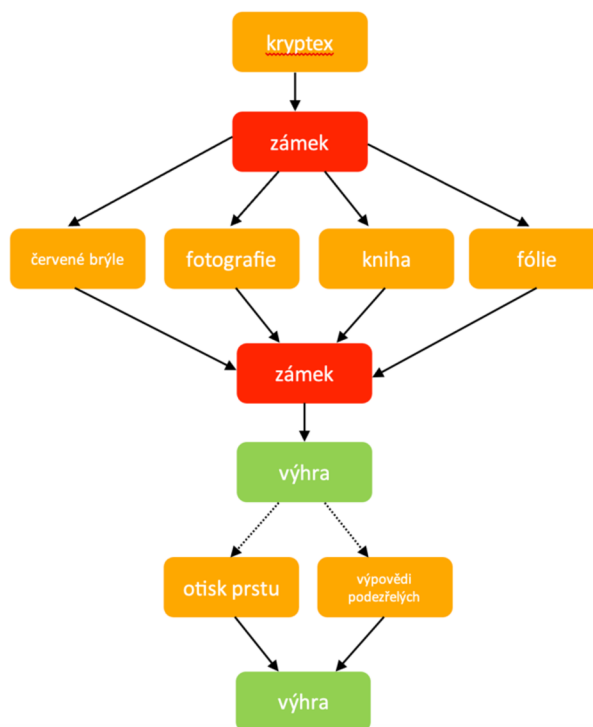 kryptex
zámek
červené brýle
fotografie
kniha
fólie
zámek
výhra
otisk prstu
výpovědi
podezřelých
výhra